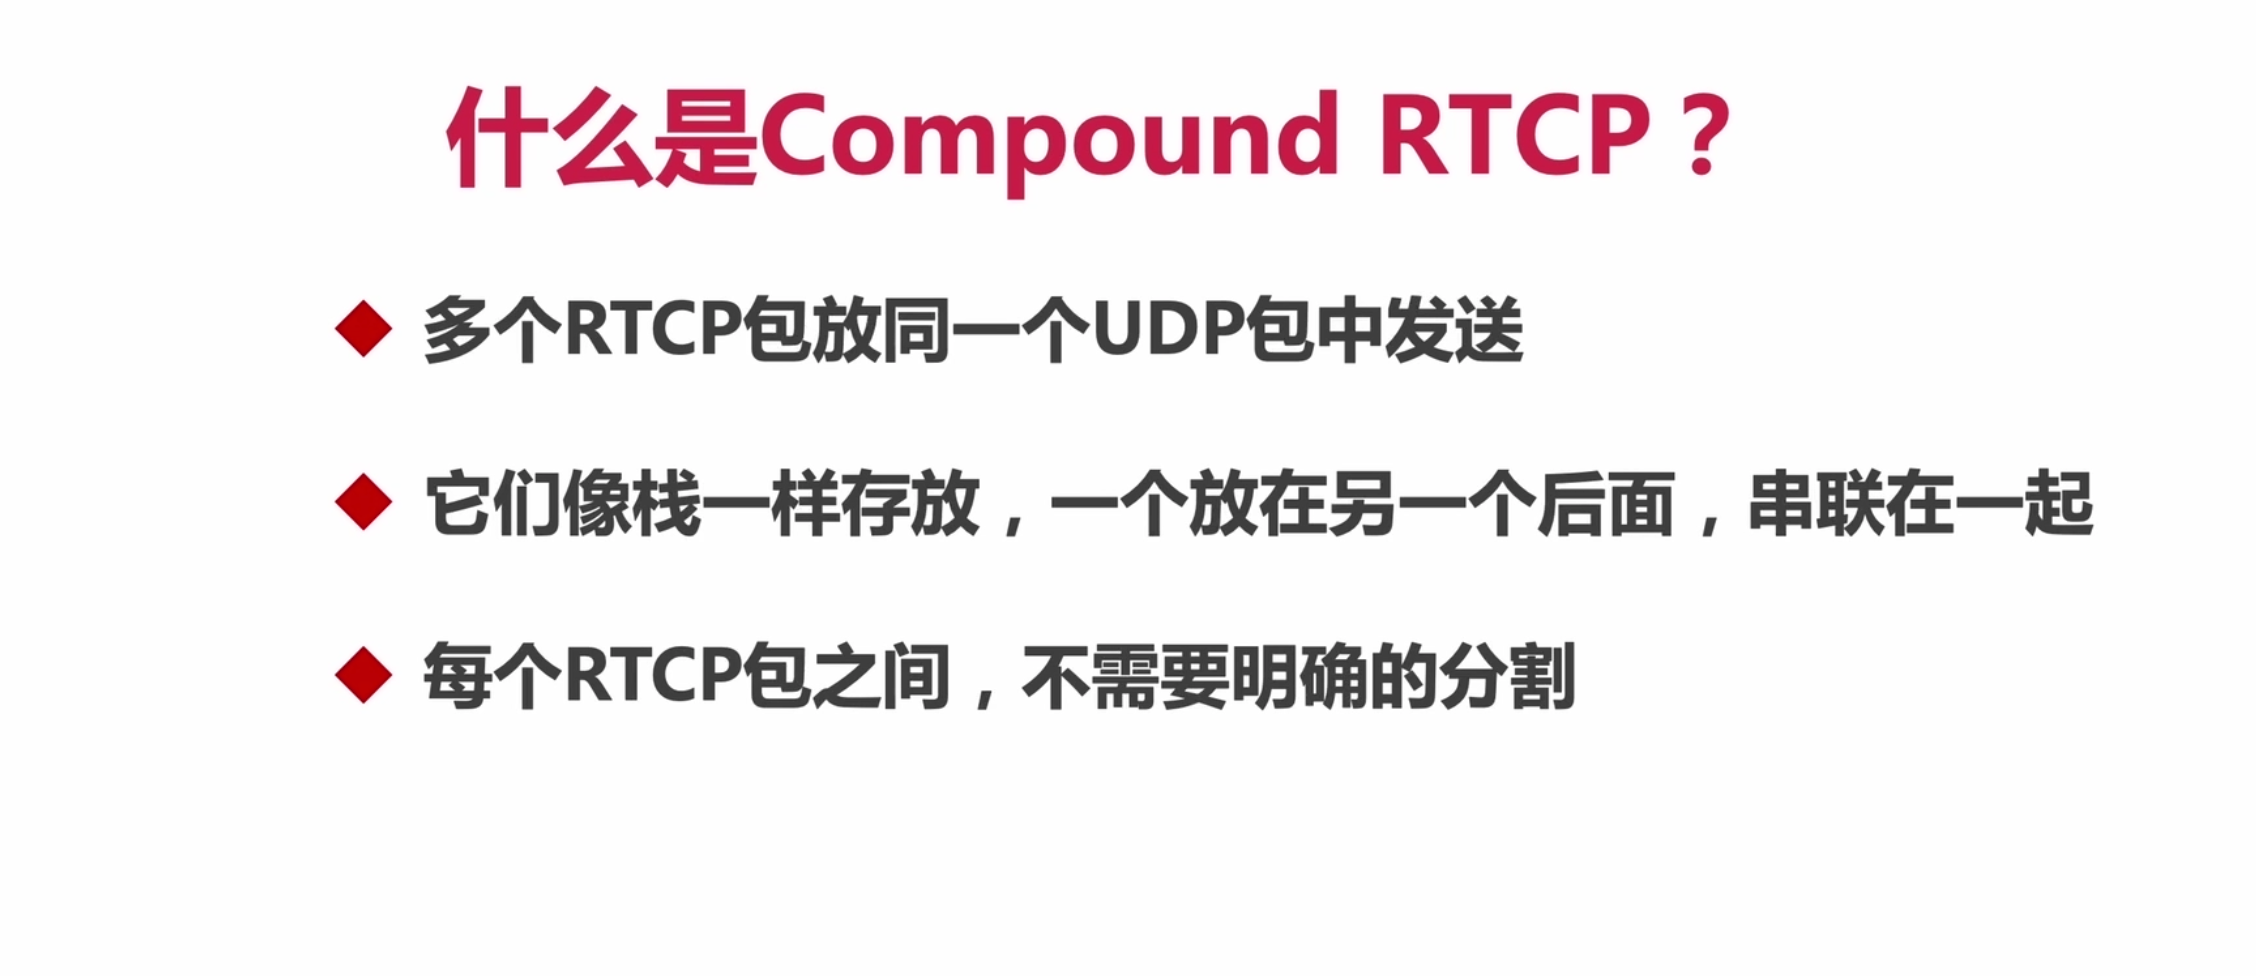 什么是Compound RTCP？
多个RTCP包放同一个UDP包中发送
它们像栈一样存放，一个放在另一个后面，串联在一起
每个RTCP包之间，不需要明确的分割